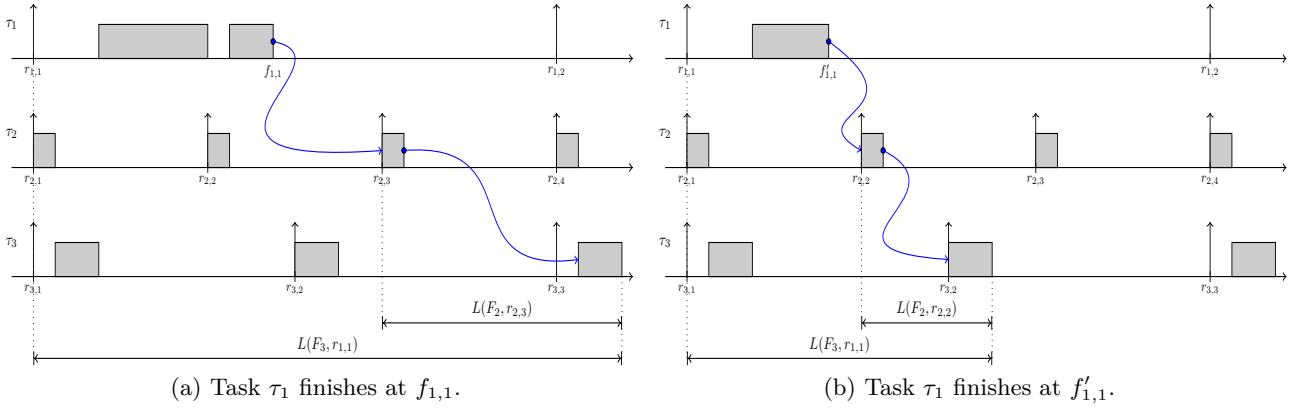 τ₁
r₁,₁ f₁,₁ r₁,₂
τ₂
r₂,₁ r₂,₂ r₂,₃ r₂,₄
τ₃
r₃,₁ r₃,₂ r₃,₃
L(F₂, r₂,₃)
L(F₃, r₁,₁)
(a) Task τ₁ finishes at f₁,₁.
τ₁
r₁,₁ f′₁,₁ r₁,₂
τ₂
r₂,₁ r₂,₂ r₂,₃ r₂,₄
τ₃
r₃,₁ r₃,₂ r₃,₃
L(F₂, r₂,₂)
L(F₃, r₁,₁)
(b) Task τ₁ finishes at f′₁,₁.